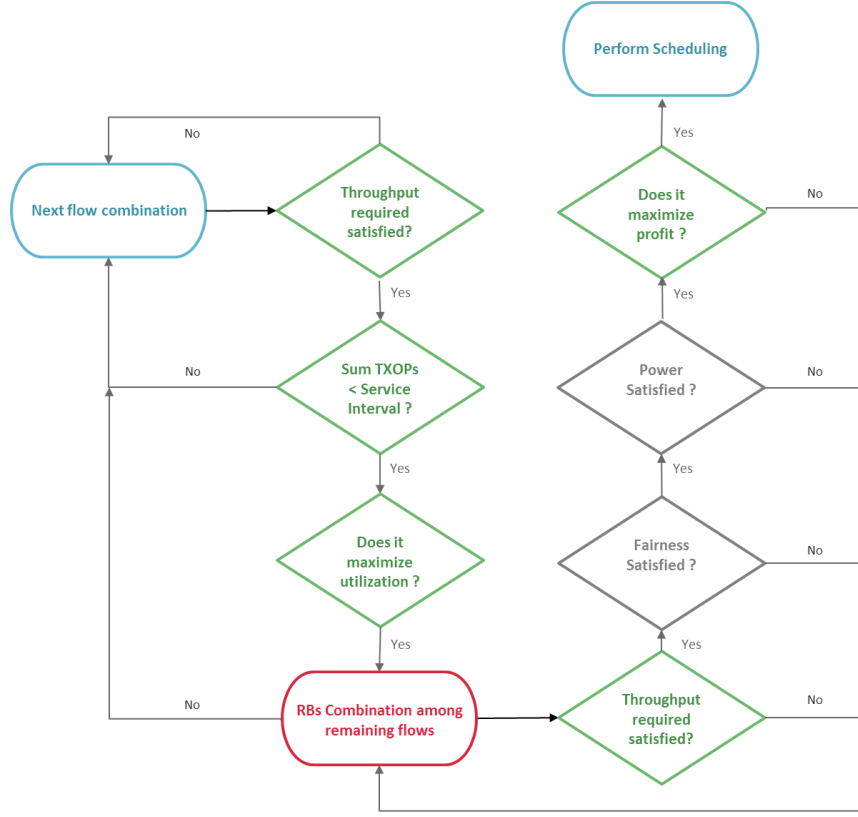 Perform Scheduling
No
Yes
Next flow combination
Throughput
required
satisfied?
Does it
maximize
profit ?
No
Yes
Yes
No
Sum TXOPs
< Service
Interval ?
Power
Satisfied ?
No
Yes
Yes
Does it
maximize
utilization ?
Fairness
Satisfied ?
No
Yes
Yes
No
RBs Combination among
remaining flows
Throughput
required
satisfied?
No